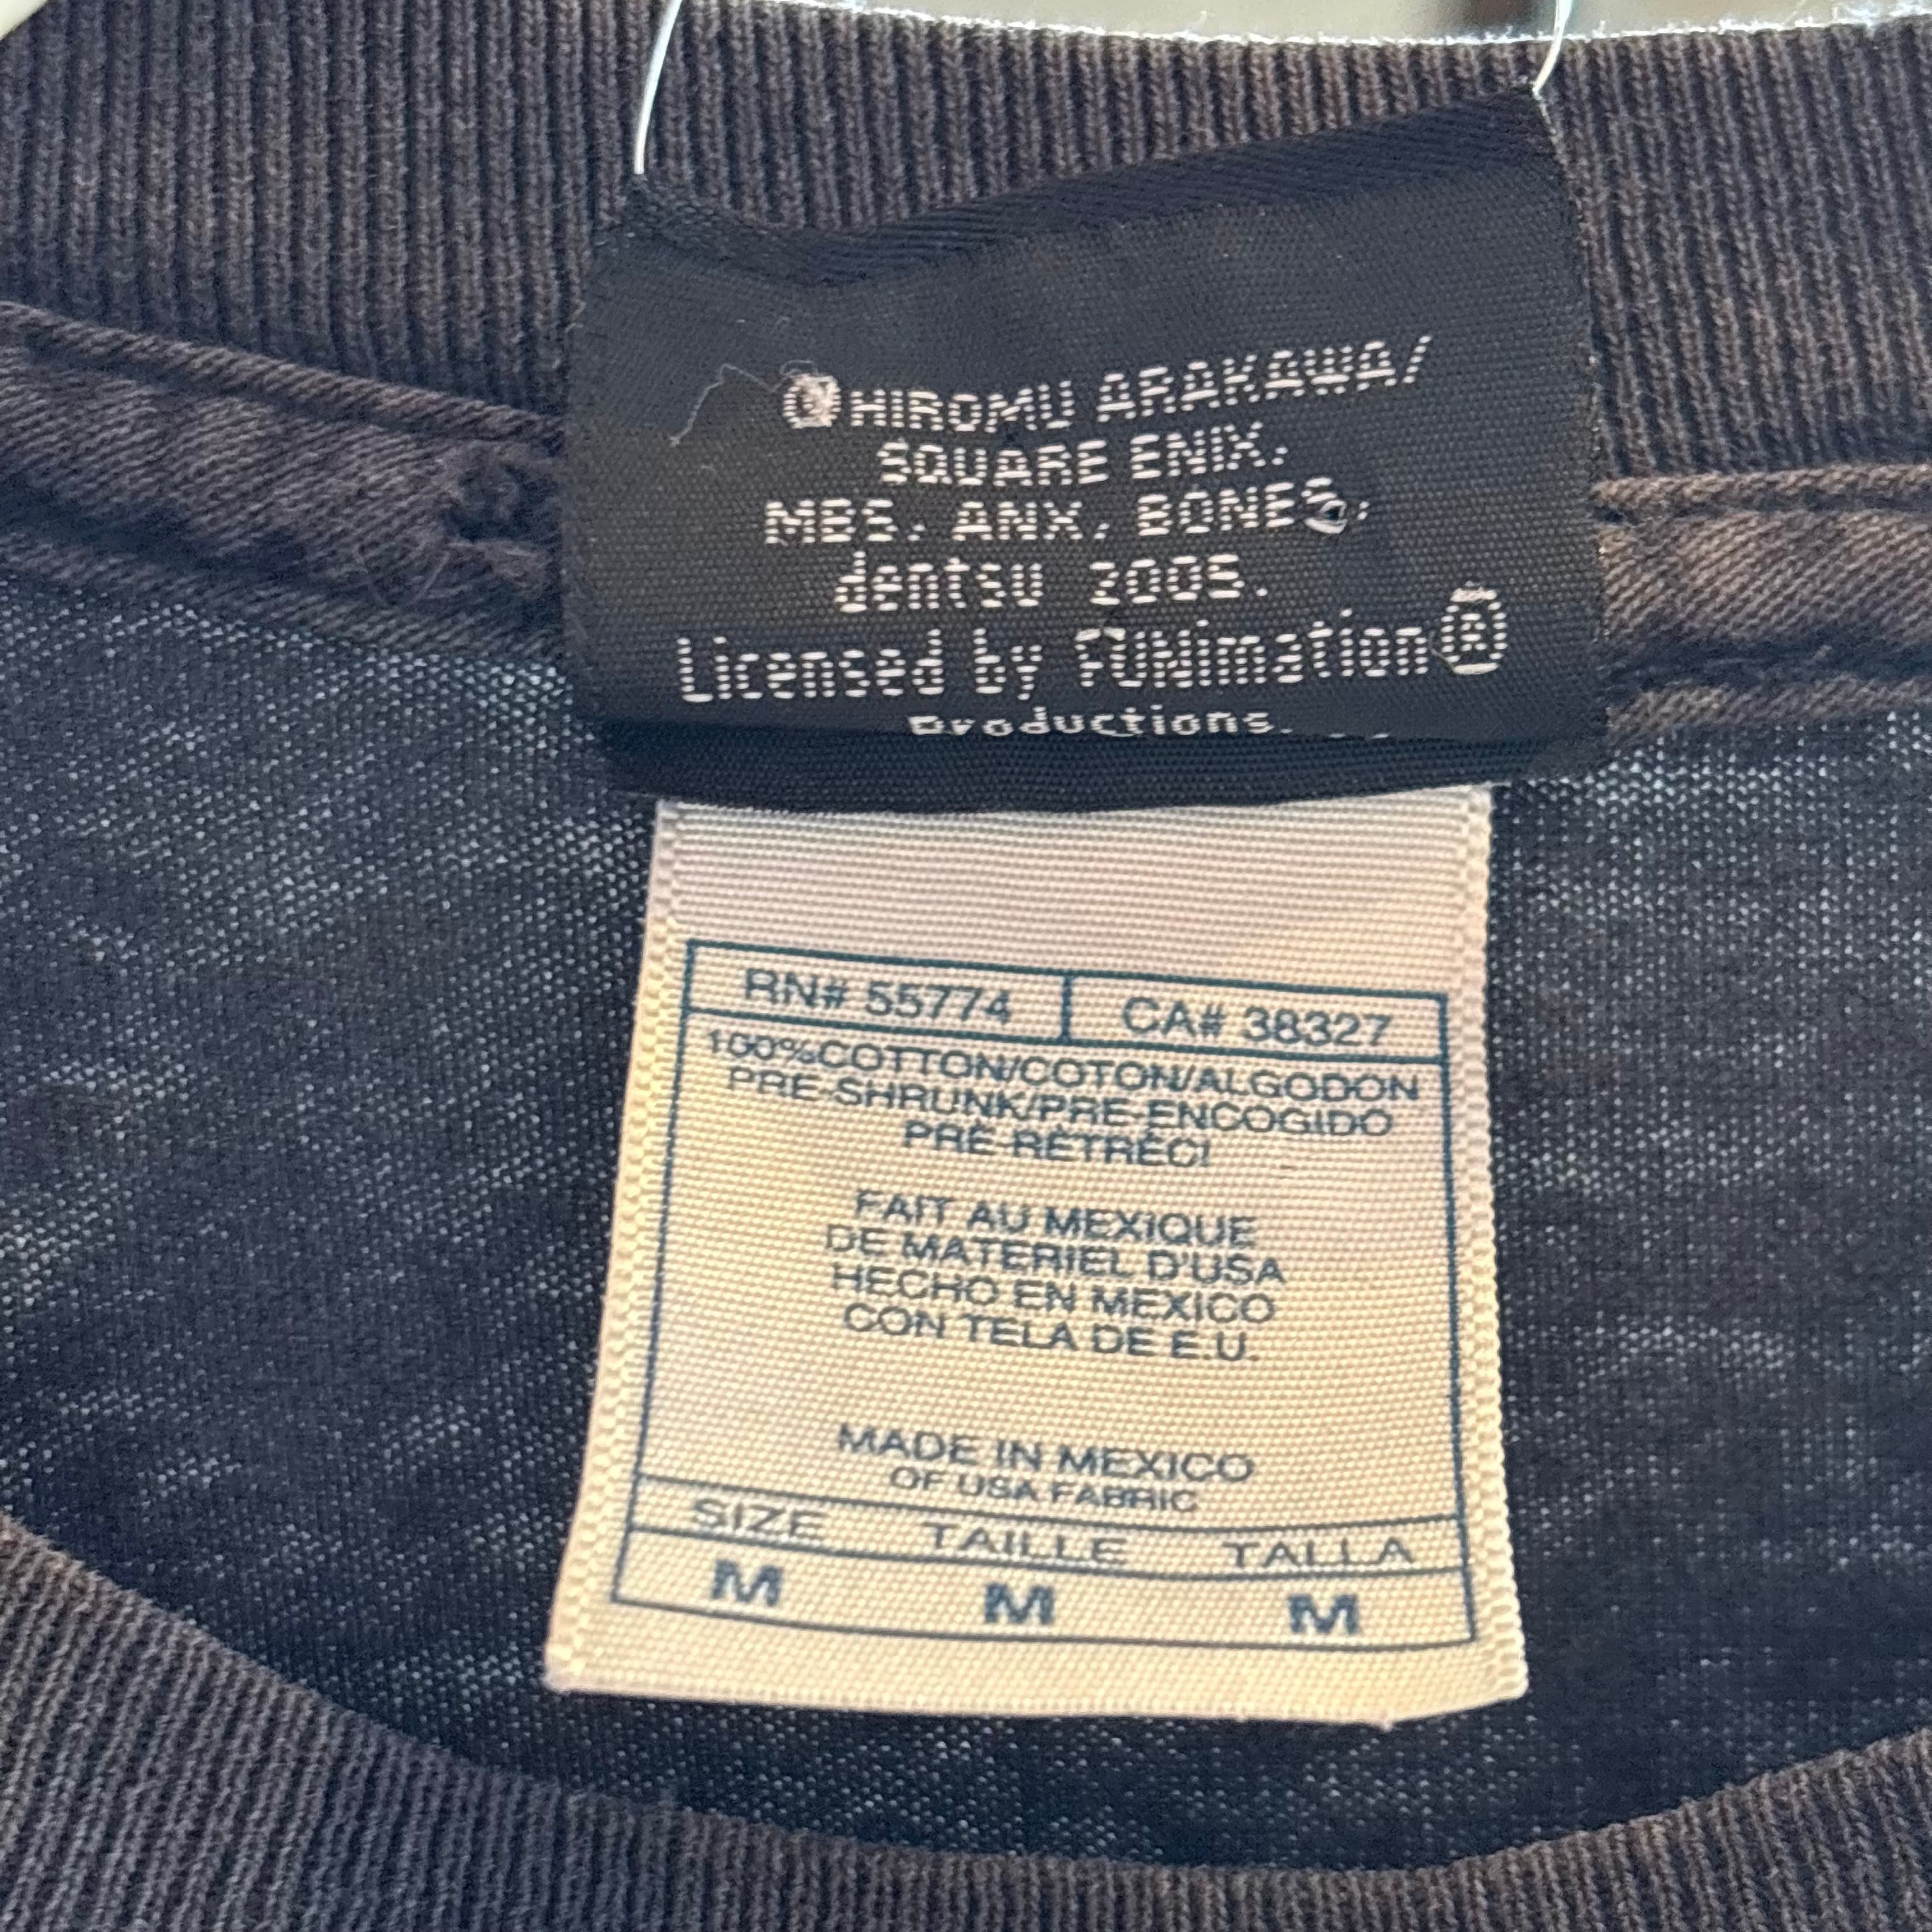 ©HIROMU ARAKAWA/
SQUARE ENIX,
MBS, ANX, BONES,
dentsu 2005.
Licensed by FUNimation®
Productions.
RN# 55774 CA# 38327
100%COTTON/COTON/ALGODON
PRE-SHRUNK/PRE-ENCOGIDO
PRÉ-RÉTRÉCI
FAIT AU MEXIQUE
DE MATERIEL D'USA
HECHO EN MEXICO
CON TELA DE E.U.
MADE IN MEXICO
OF USA FABRIC
SIZE TAILLE TALLA
M M M